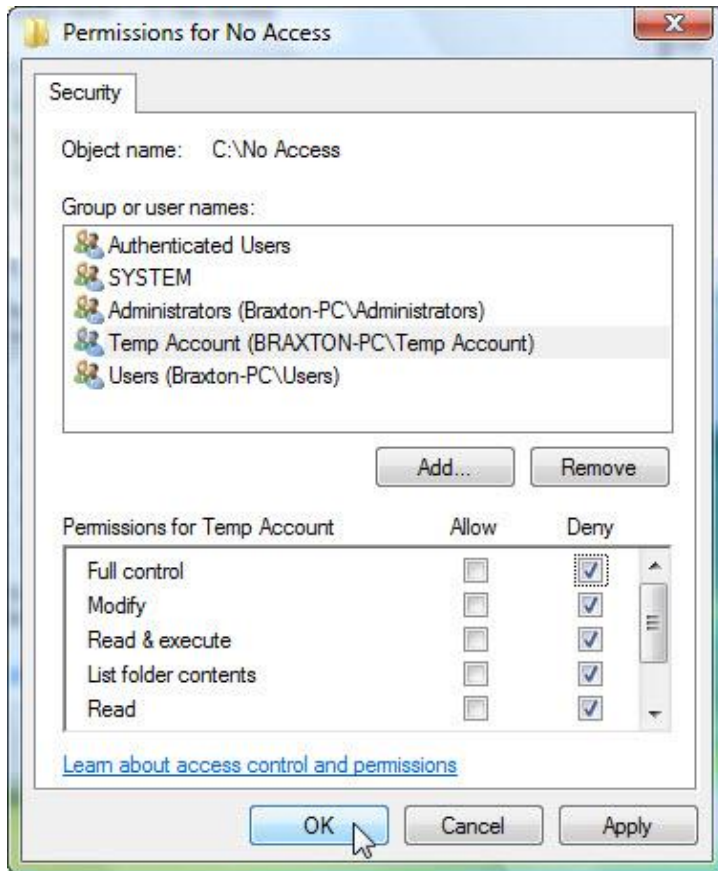 Permissions for No Access
Security
Object name: C:\No Access
Group or user names:
Authenticated Users
SYSTEM
Administrators (Braxton-PC\Administrators)
Temp Account (BRAXTON-PC\Temp Account)
Users (Braxton-PC\Users)
Add... Remove
Permissions for Temp Account Allow Deny
Full control
Modify
Read & execute
List folder contents
Read
Learn about access control and permissions
OK Cancel Apply